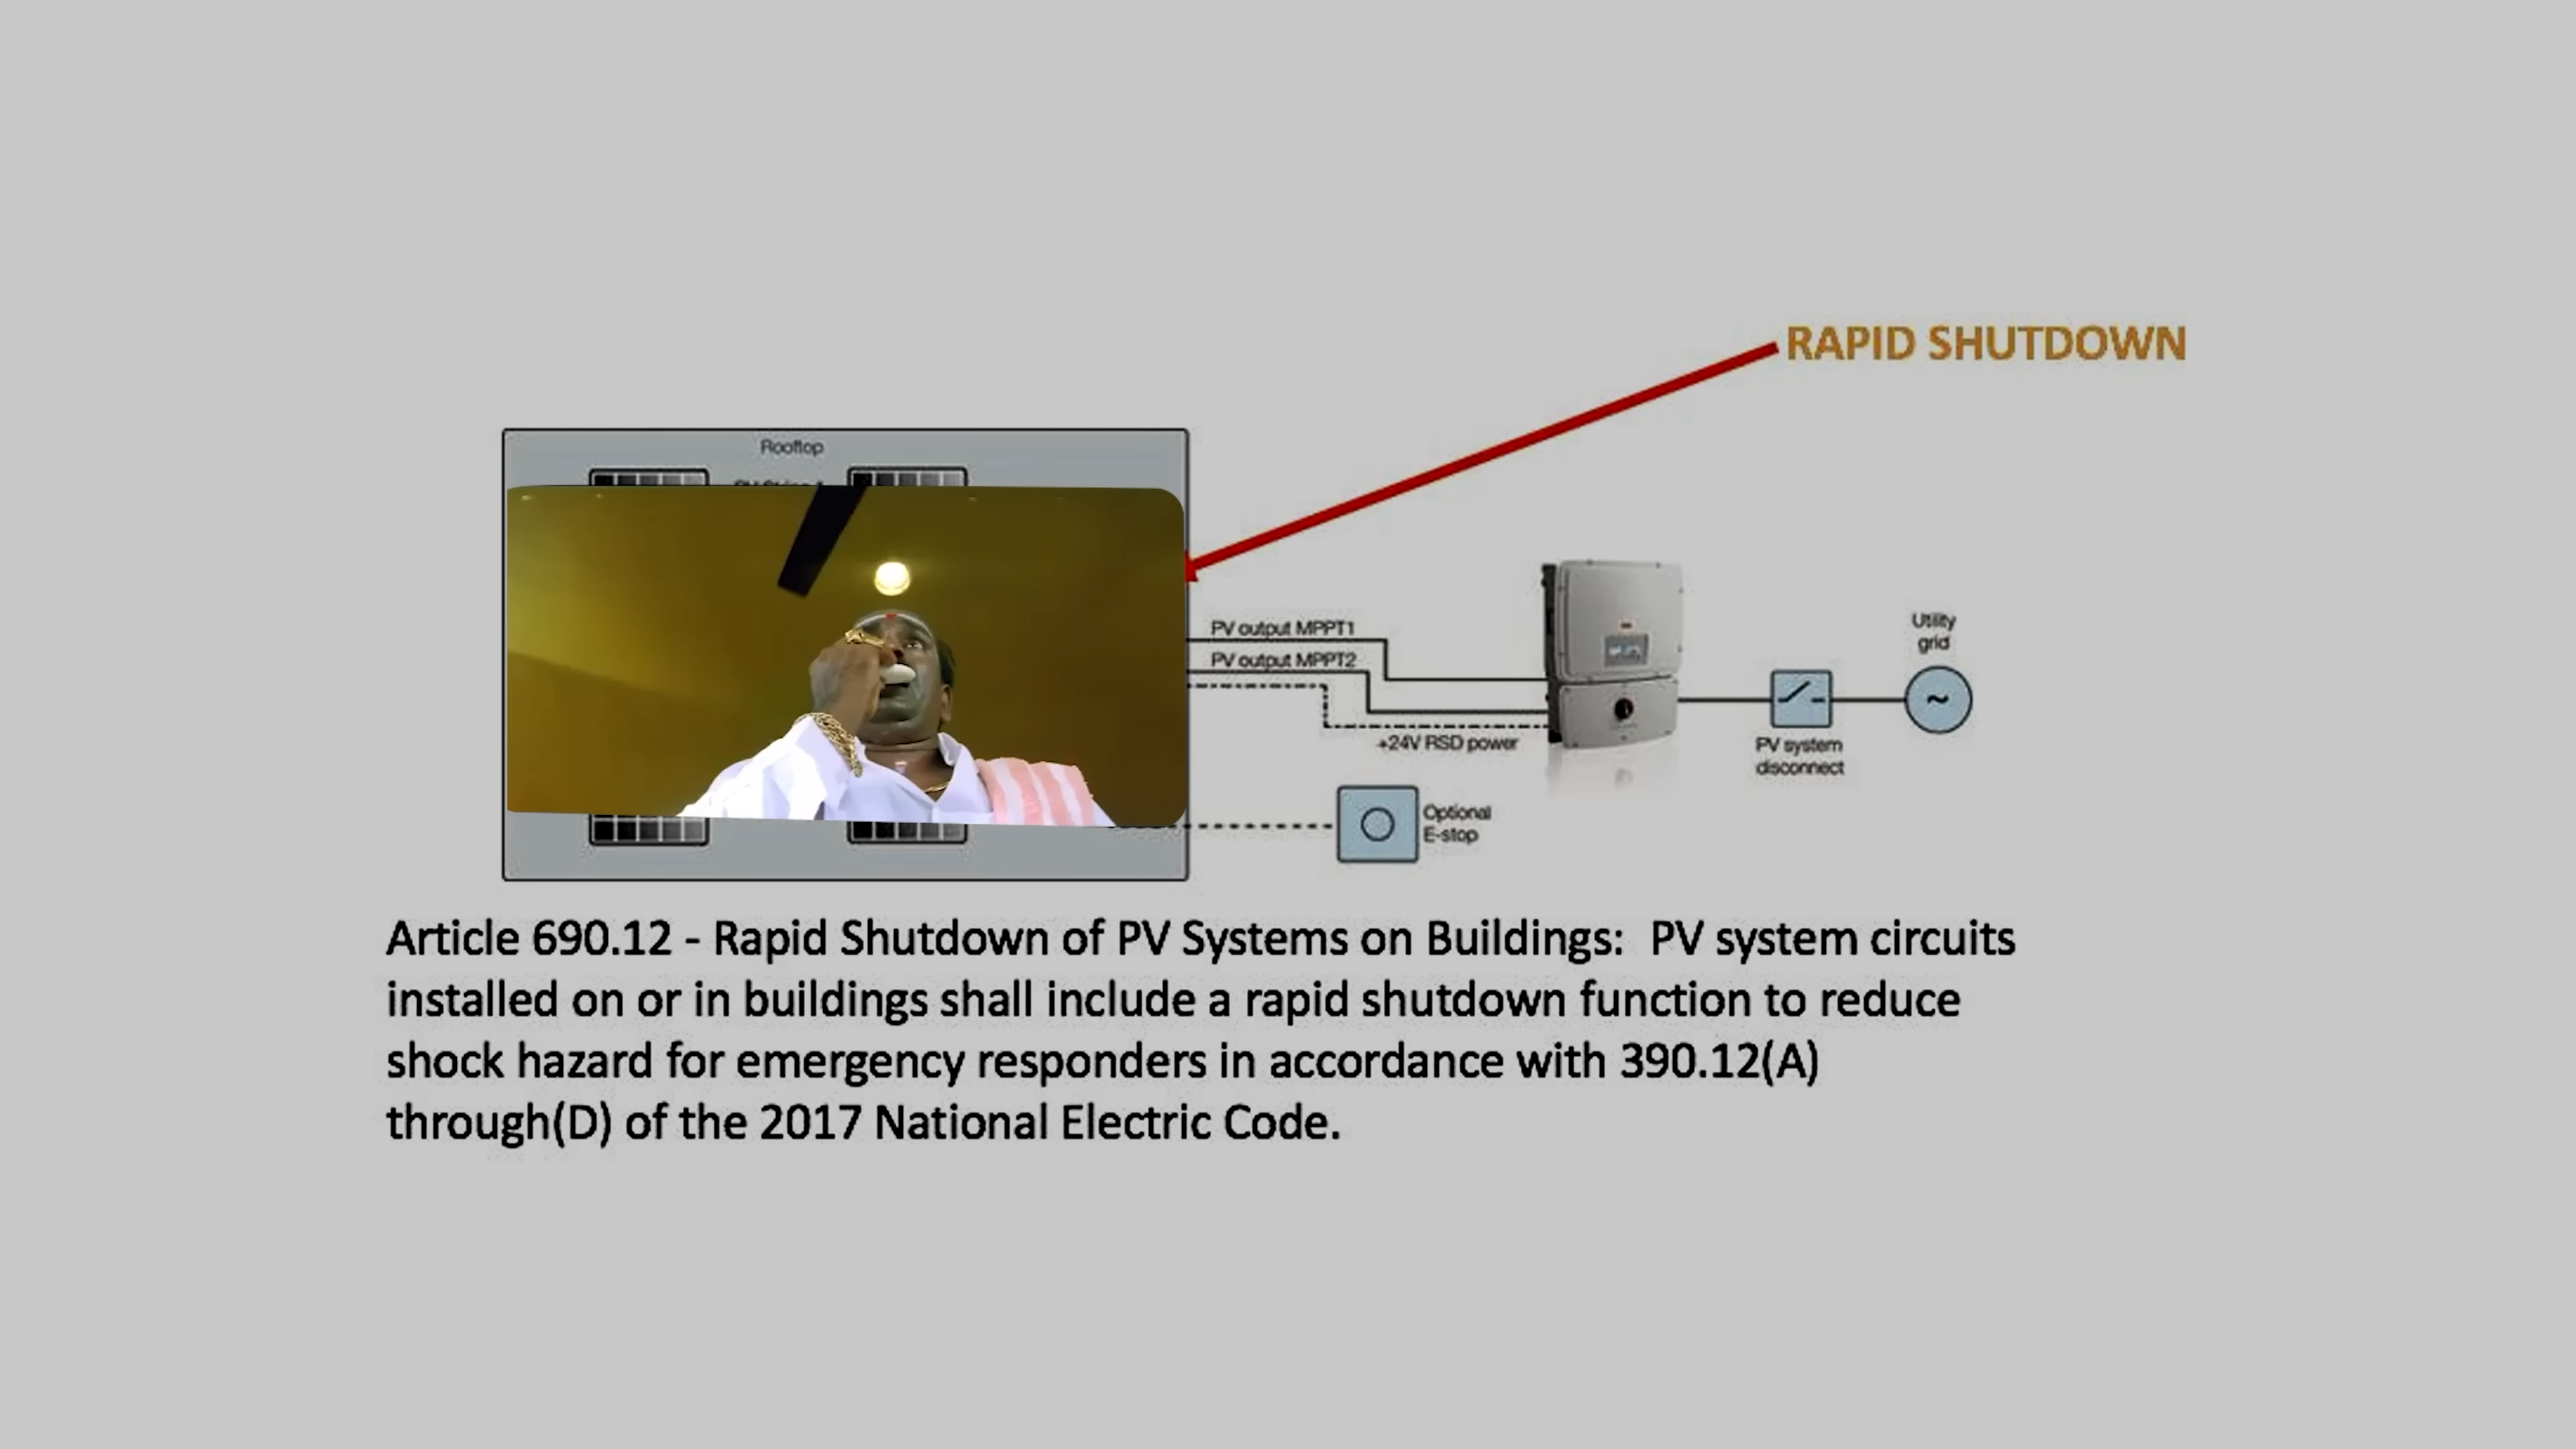 RAPID SHUTDOWN
Rooftop
PV output MPPT1
PV output MPPT2
+24V RSD power
Utility
grid
PV system
disconnect
Optional
E-stop
Article 690.12 - Rapid Shutdown of PV Systems on Buildings:  PV system circuits
installed on or in buildings shall include a rapid shutdown function to reduce
shock hazard for emergency responders in accordance with 390.12(A)
through(D) of the 2017 National Electric Code.